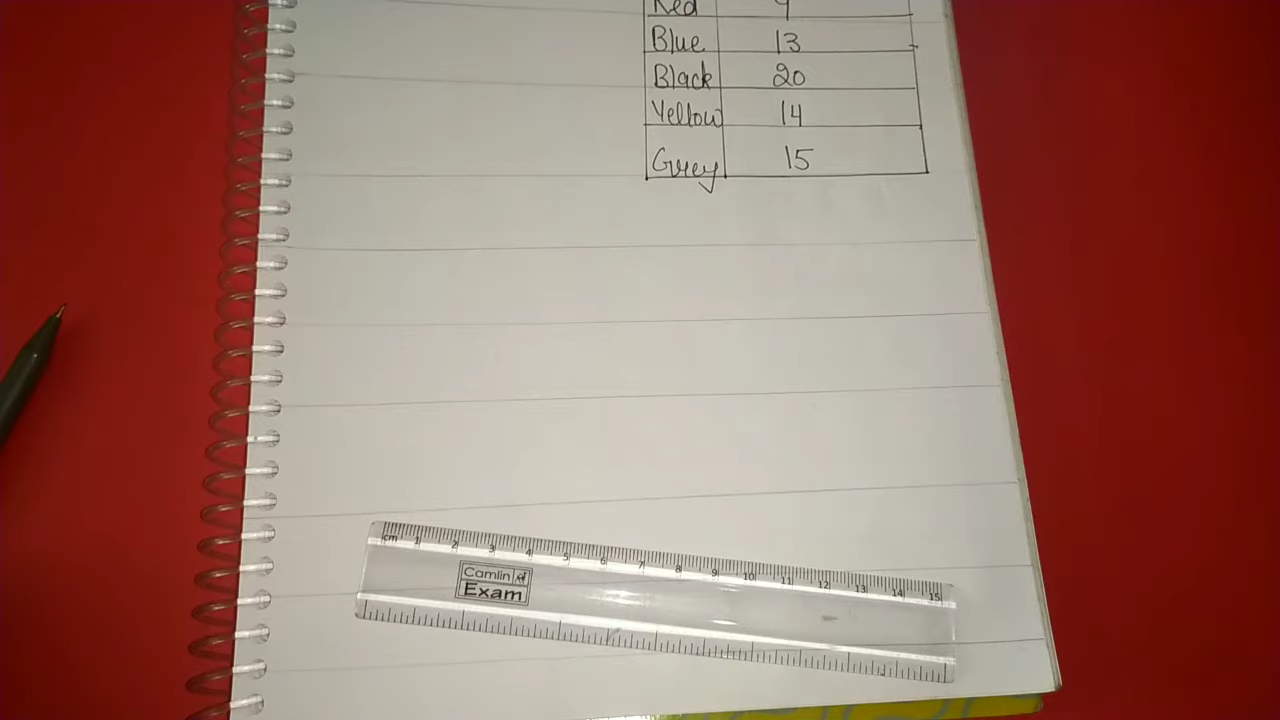 Red
Blue 13
Black 20
Yellow 14
Grey 15
cm 1 2 3 4 5 6 7 8 9 10 11 12 13 14 15
Camlin
Exam